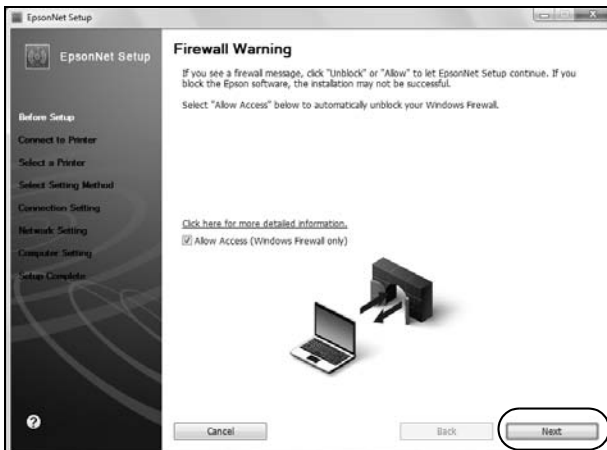 EpsonNet Setup
EpsonNet Setup
Before Setup
Connect to Printer
Select a Printer
Select Setting Method
Connection Setting
Network Setting
Computer Setting
Setup Complete
Firewall Warning
If you see a firewall message, click "Unblock" or "Allow" to let EpsonNet Setup continue. If you
block the Epson software, the installation may not be successful.
Select "Allow Access" below to automatically unblock your Windows Firewall.
Click here for more detailed information.
Allow Access (Windows Firewall only)
?
Cancel
Back
Next